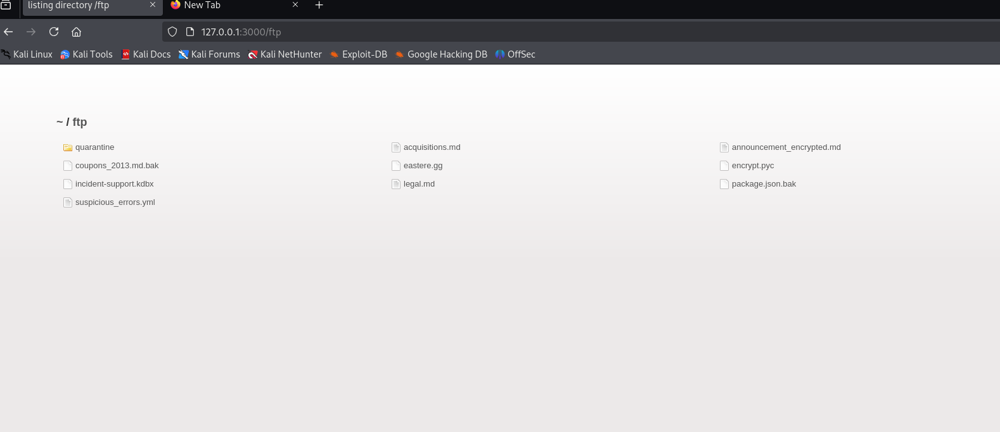 listing directory /ftp
New Tab
127.0.0.1:3000/ftp
Kali Linux Kali Tools Kali Docs Kali Forums Kali NetHunter Exploit-DB Google Hacking DB OffSec
~ / ftp
quarantine acquisitions.md announcement_encrypted.md
coupons_2013.md.bak eastere.gg encrypt.pyc
incident-support.kdbx legal.md package.json.bak
suspicious_errors.yml